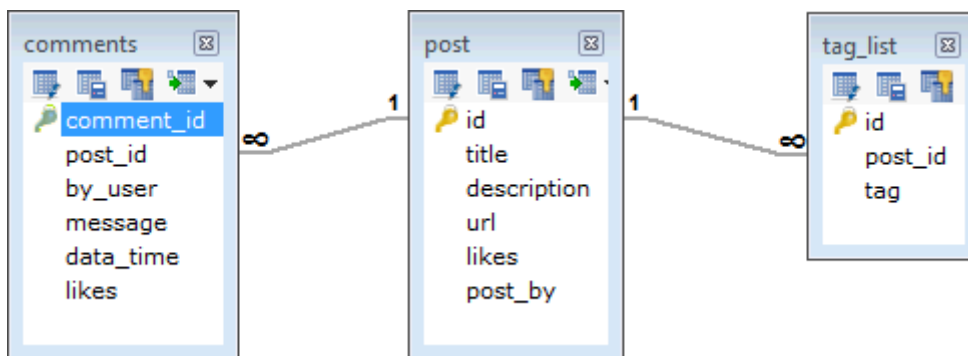 comments
comment_id
post_id
by_user
message
data_time
likes
∞
1
post
id
title
description
url
likes
post_by
1
∞
tag_list
id
post_id
tag